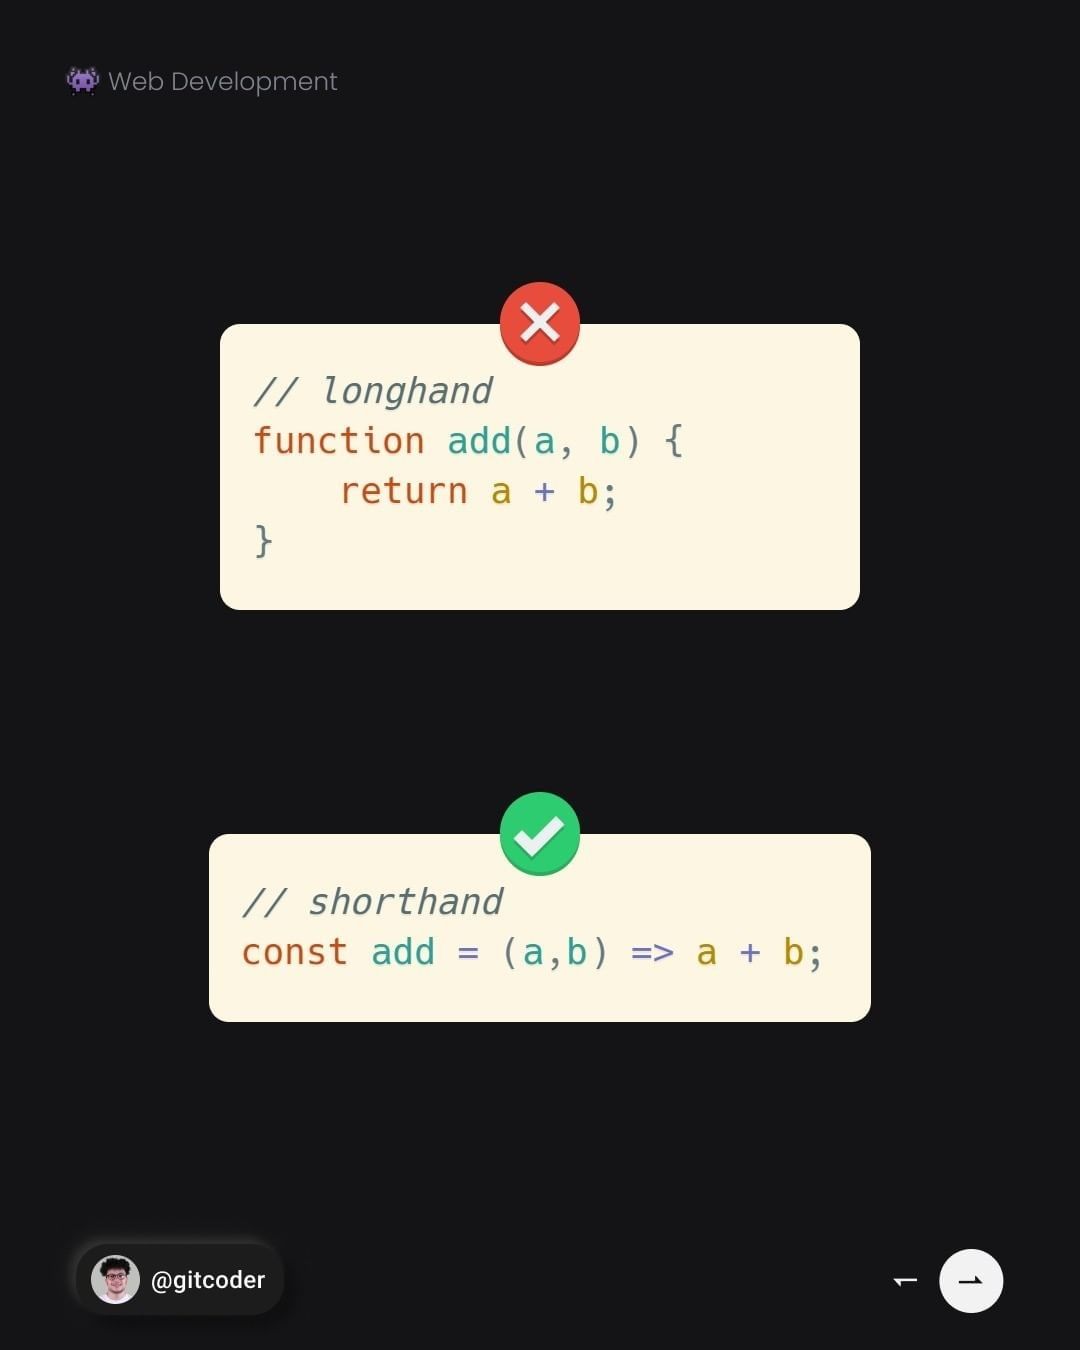 Web Development
// longhand
function add(a, b) {
    return a + b;
}
// shorthand
const add = (a,b) => a + b;
@gitcoder